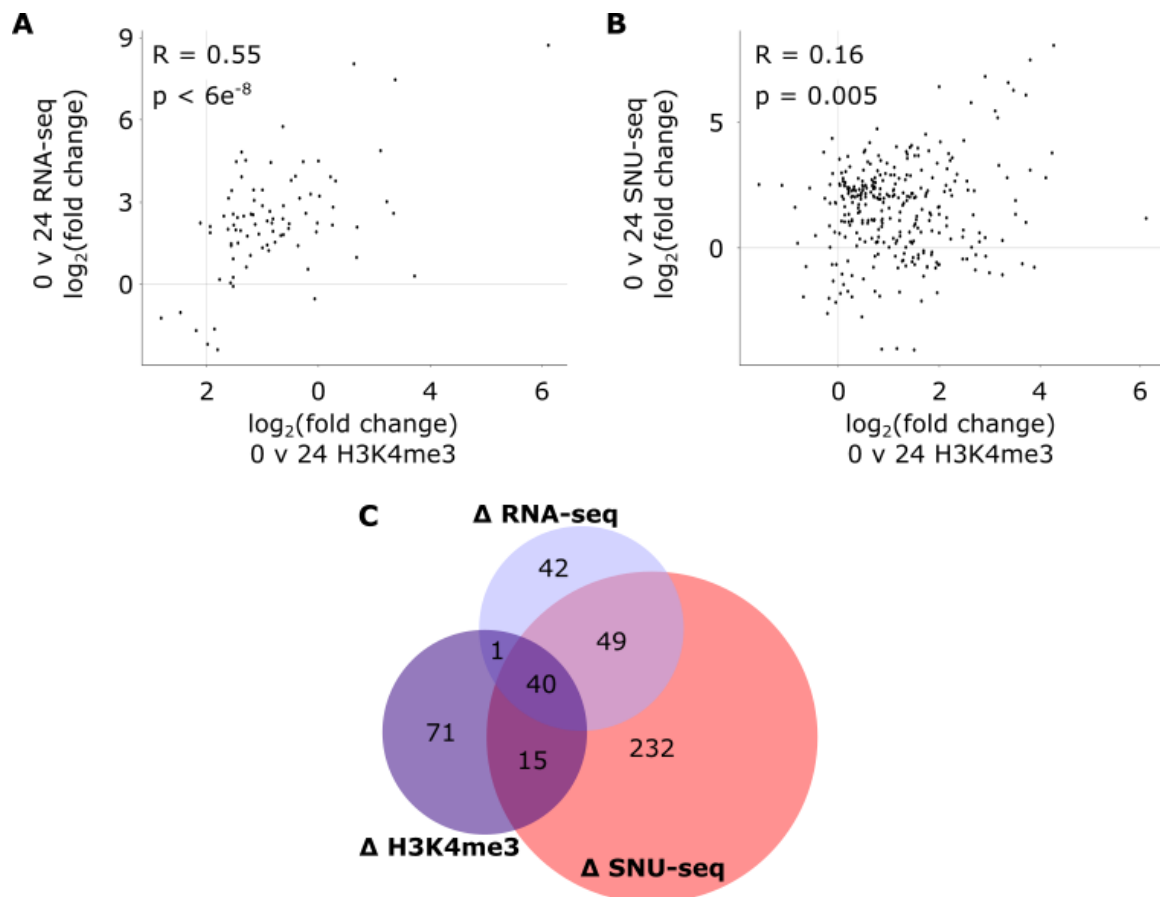 A
R = 0.55
p < 6e-8
9
6
3
0
0 v 24 RNA-seq
log2(fold change)
2
0
4
6
log2(fold change)
0 v 24 H3K4me3
B
R = 0.16
p = 0.005
5
0
0 v 24 SNU-seq
log2(fold change)
0
2
4
6
log2(fold change)
0 v 24 H3K4me3
C
Δ RNA-seq
42
1
49
40
71
15
232
Δ H3K4me3
Δ SNU-seq